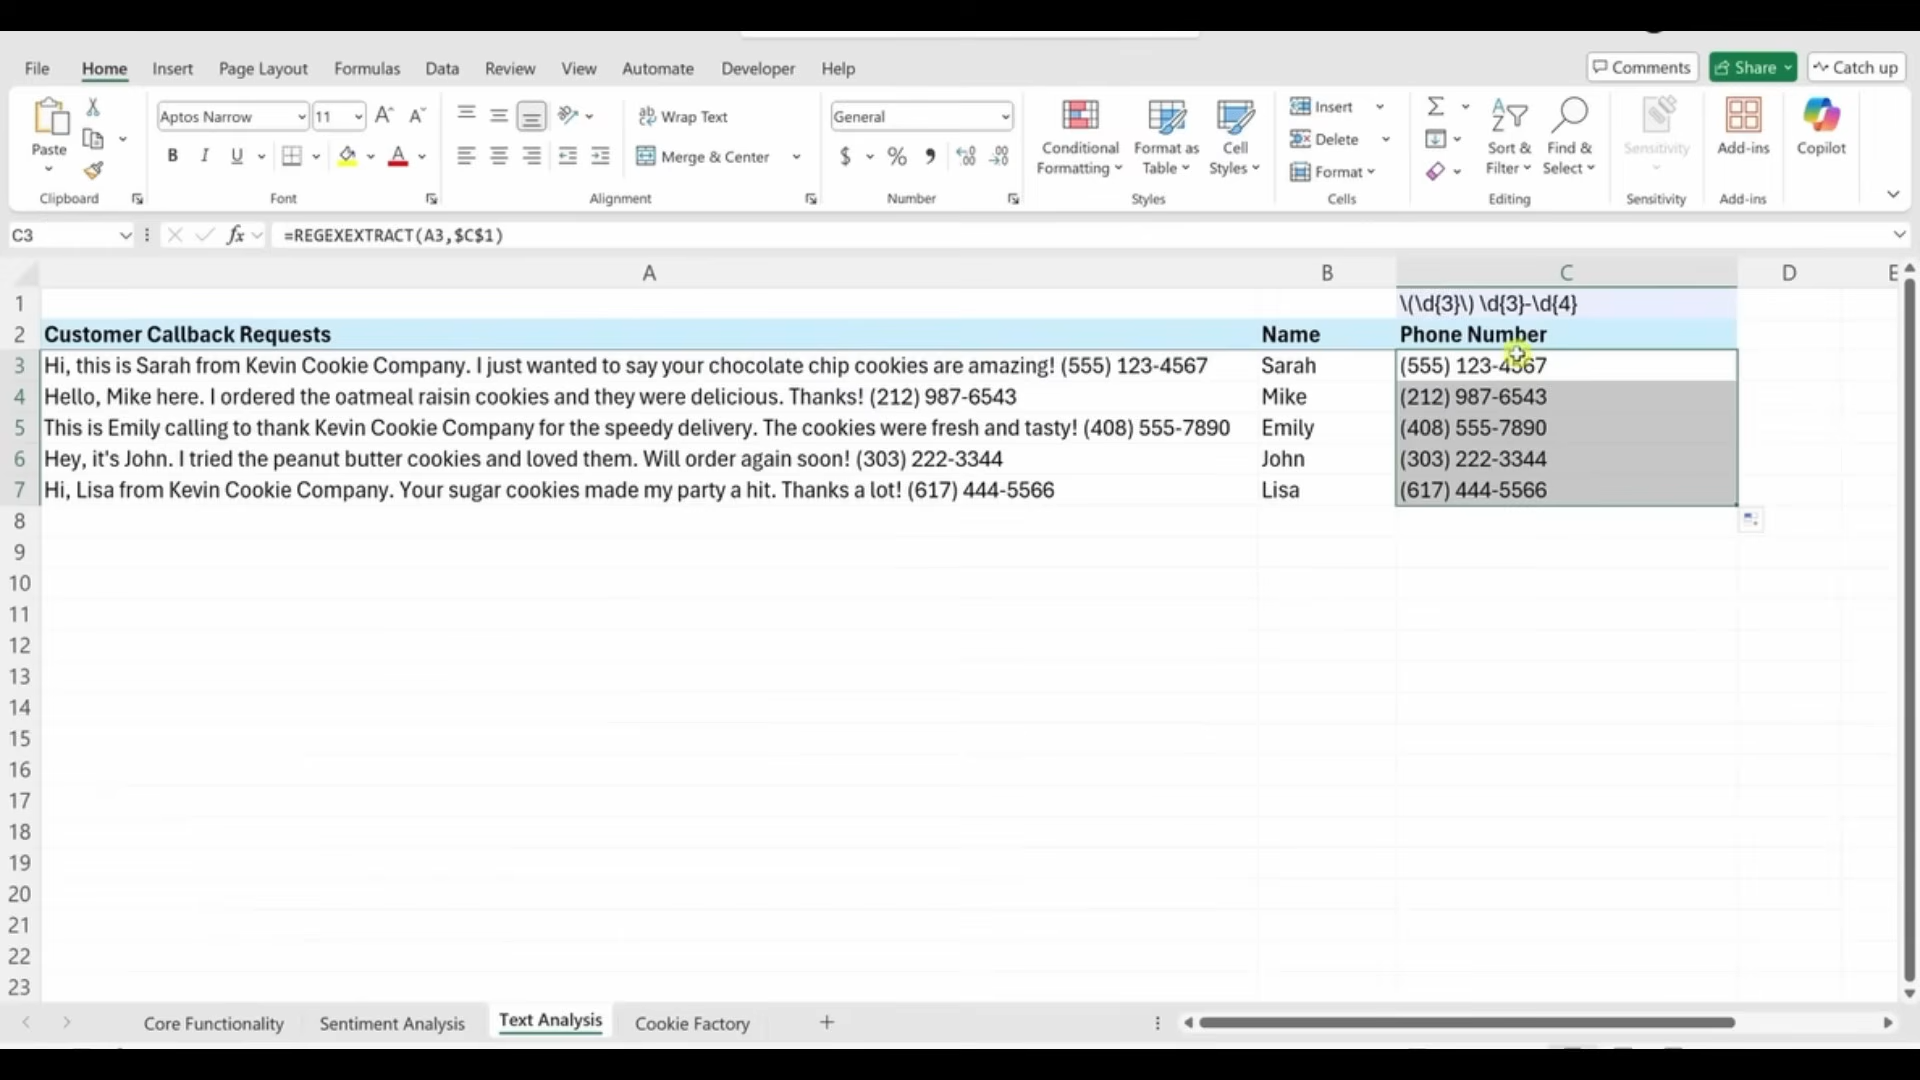 File Home Insert Page Layout Formulas Data Review View Automate Developer Help Comments Share Catch up
Aptos Narrow 11 Wrap Text General Insert
Paste B I U Merge & Center $ % Conditional Formatting Format as Table Cell Styles Delete Format Sort & Filter Find & Select Sensitivity Add-ins Copilot
Clipboard Font Alignment Number Styles Cells Editing Sensitivity Add-ins
C3 fx =REGEXEXTRACT(A3,$C$1)
A B C D E
1 \(\d{3}\) \d{3}-\d{4}
2 Customer Callback Requests Name Phone Number
3 Hi, this is Sarah from Kevin Cookie Company. I just wanted to say your chocolate chip cookies are amazing! (555) 123-4567 Sarah (555) 123-4567
4 Hello, Mike here. I ordered the oatmeal raisin cookies and they were delicious. Thanks! (212) 987-6543 Mike (212) 987-6543
5 This is Emily calling to thank Kevin Cookie Company for the speedy delivery. The cookies were fresh and tasty! (408) 555-7890 Emily (408) 555-7890
6 Hey, it's John. I tried the peanut butter cookies and loved them. Will order again soon! (303) 222-3344 John (303) 222-3344
7 Hi, Lisa from Kevin Cookie Company. Your sugar cookies made my party a hit. Thanks a lot! (617) 444-5566 Lisa (617) 444-5566
8
9
10
11
12
13
14
15
16
17
18
19
20
21
22
23
Core Functionality Sentiment Analysis Text Analysis Cookie Factory